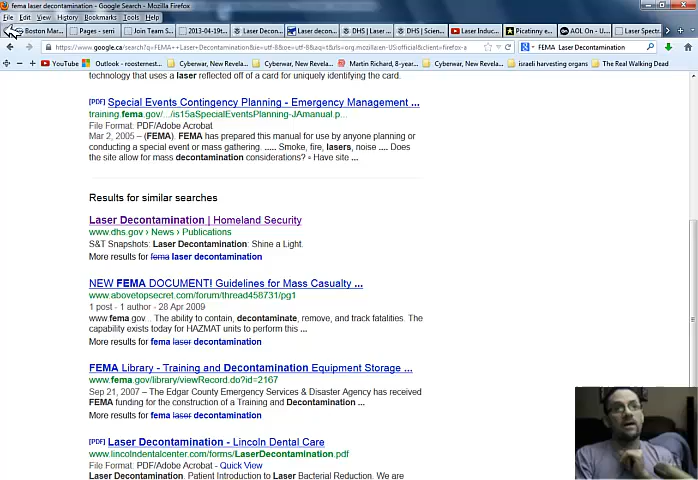 fema laser decontamination - Google Search - Mozilla Firefox
File Edit View History Bookmarks Tools Help
Boston Mar... Pages - semi Join Team S... 2013-04-19t... Laser Decon... Laser decon... DHS | Laser ... DHS | Scien... Laser Induc... Picatinny e... AOL On - U... Laser Spectr...
https://www.google.ca/search?q=FEMA++Laser+Decontamination&ie=utf-8&oe=utf-8&aq=t&rls=org.mozilla:en-US:official&client=firefox-a
FEMA Laser Decontamination
YouTube Outlook - roosternest... Cyberwar, New Revela... Cyberwar, New Revela... Martin Richard, 8-year... Cyberwar, New Revela... israeli harvesting organs The Real Walking Dead
technology that uses a laser reflected off of a card for uniquely identifying the card.
[PDF] Special Events Contingency Planning - Emergency Management ...
training.fema.gov/.../is15aSpecialEventsPlanning-JAmanual.p...
File Format: PDF/Adobe Acrobat
Mar 2, 2005 – (FEMA). FEMA has prepared this manual for use by anyone planning or
conducting a special event or mass gathering. ..... Smoke, fire, lasers, noise .... Does
the site allow for mass decontamination considerations? ▫ Have site ...
Results for similar searches
Laser Decontamination | Homeland Security
www.dhs.gov › News › Publications
S&T Snapshots: Laser Decontamination: Shine a Light.
More results for fema laser decontamination
NEW FEMA DOCUMENT! Guidelines for Mass Casualty ...
www.abovetopsecret.com/forum/thread458731/pg1
1 post - 1 author - 28 Apr 2009
www.fema.gov... The ability to contain, decontaminate, remove, and track fatalities. The
capability exists today for HAZMAT units to perform this ...
More results for fema laser decontamination
FEMA Library - Training and Decontamination Equipment Storage ...
www.fema.gov/library/viewRecord.do?id=2167
Sep 21, 2007 – The Edgar County Emergency Services & Disaster Agency has received
FEMA funding for the construction of a Training and Decontamination ...
More results for fema laser decontamination
[PDF] Laser Decontamination - Lincoln Dental Care
www.lincolndentalcenter.com/forms/LaserDecontamination.pdf
File Format: PDF/Adobe Acrobat - Quick View
Laser Decontamination. Patient Introduction to Laser Bacterial Reduction. We are